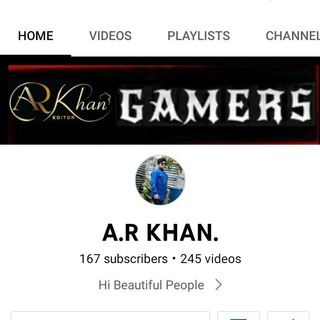 HOME VIDEOS PLAYLISTS CHANNEL
AR Khan GAMERS
EDITOR
A.R KHAN.
167 subscribers • 245 videos
Hi Beautiful People